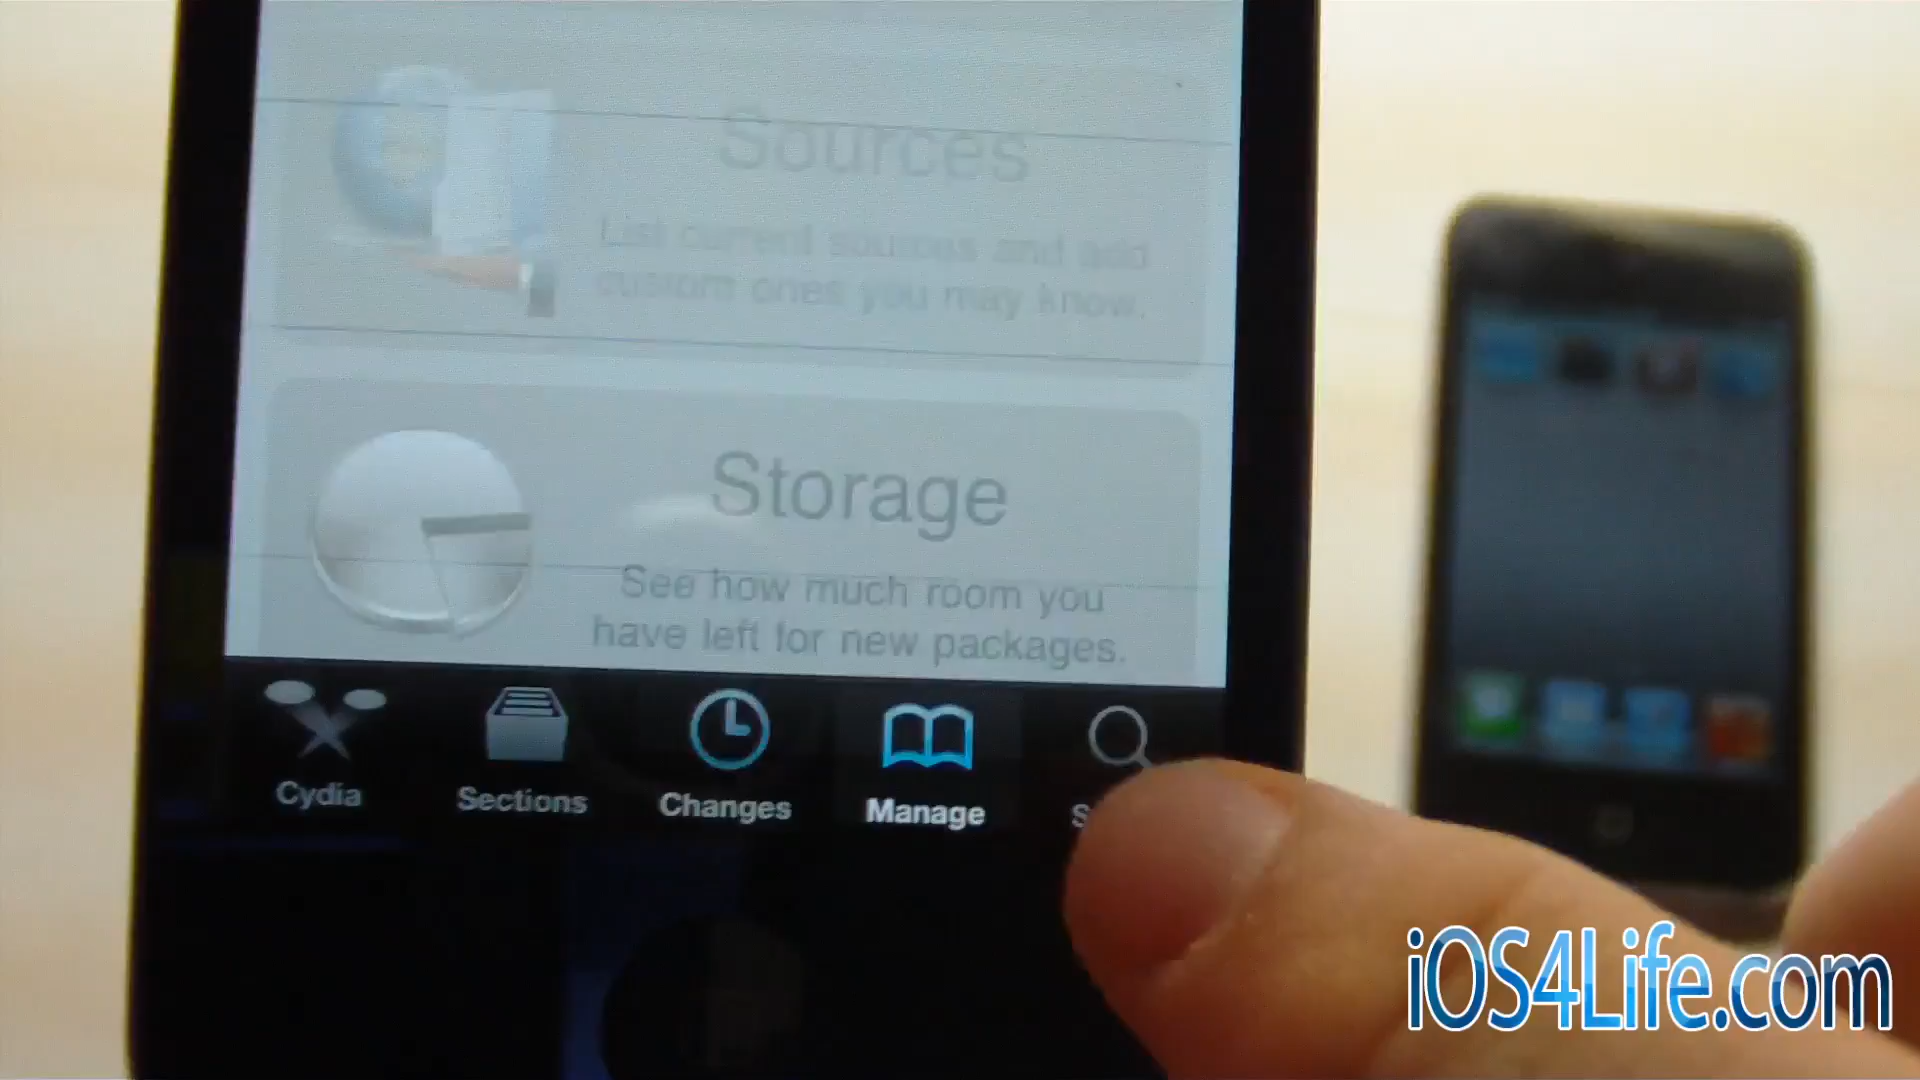 Sources
List current sources and add
custom ones you may know.
Storage
See how much room you
have left for new packages.
Cydia
Sections
Changes
Manage
iOS4Life.com